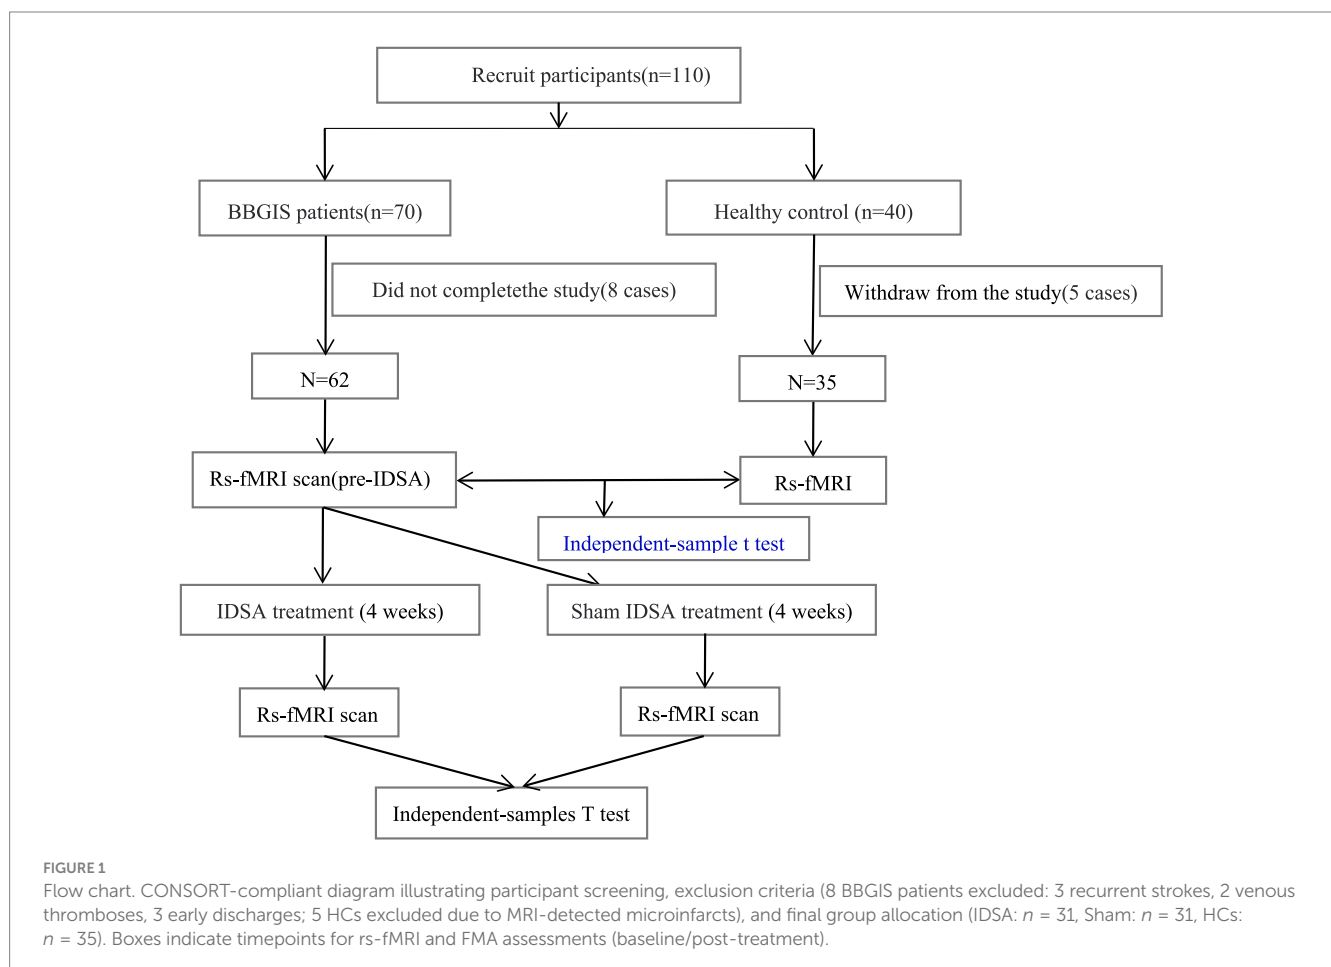 Recruit participants(n=110)
BBGIS patients(n=70)
Healthy control (n=40)
Did not completethe study(8 cases)
Withdraw from the study(5 cases)
N=62
N=35
Rs-fMRI scan(pre-IDSA)
Rs-fMRI
Independent-sample t test
IDSA treatment (4 weeks)
Sham IDSA treatment (4 weeks)
Rs-fMRI scan
Rs-fMRI scan
Independent-samples T test
FIGURE 1
Flow chart. CONSORT-compliant diagram illustrating participant screening, exclusion criteria (8 BBGIS patients excluded: 3 recurrent strokes, 2 venous
thromboses, 3 early discharges; 5 HCs excluded due to MRI-detected microinfarcts), and final group allocation (IDSA: n = 31, Sham: n = 31, HCs:
n = 35). Boxes indicate timepoints for rs-fMRI and FMA assessments (baseline/post-treatment).